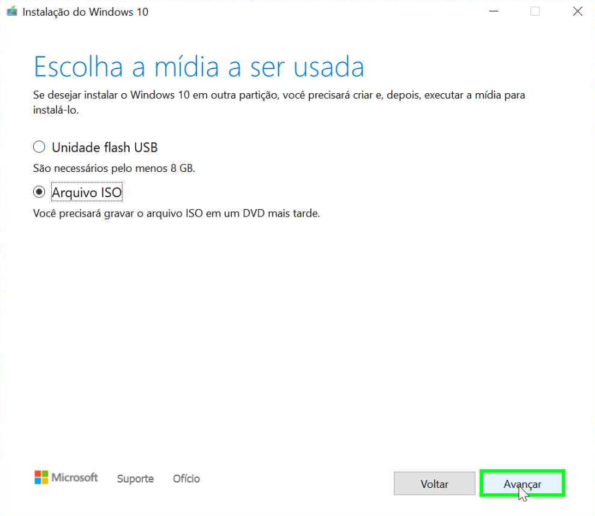 Instalação do Windows 10
Escolha a mídia a ser usada
Se desejar instalar o Windows 10 em outra partição, você precisará criar e, depois, executar a mídia para
instalá-lo.
Unidade flash USB
São necessários pelo menos 8 GB.
Arquivo ISO
Você precisará gravar o arquivo ISO em um DVD mais tarde.
Microsoft Suporte Ofício Voltar Avançar